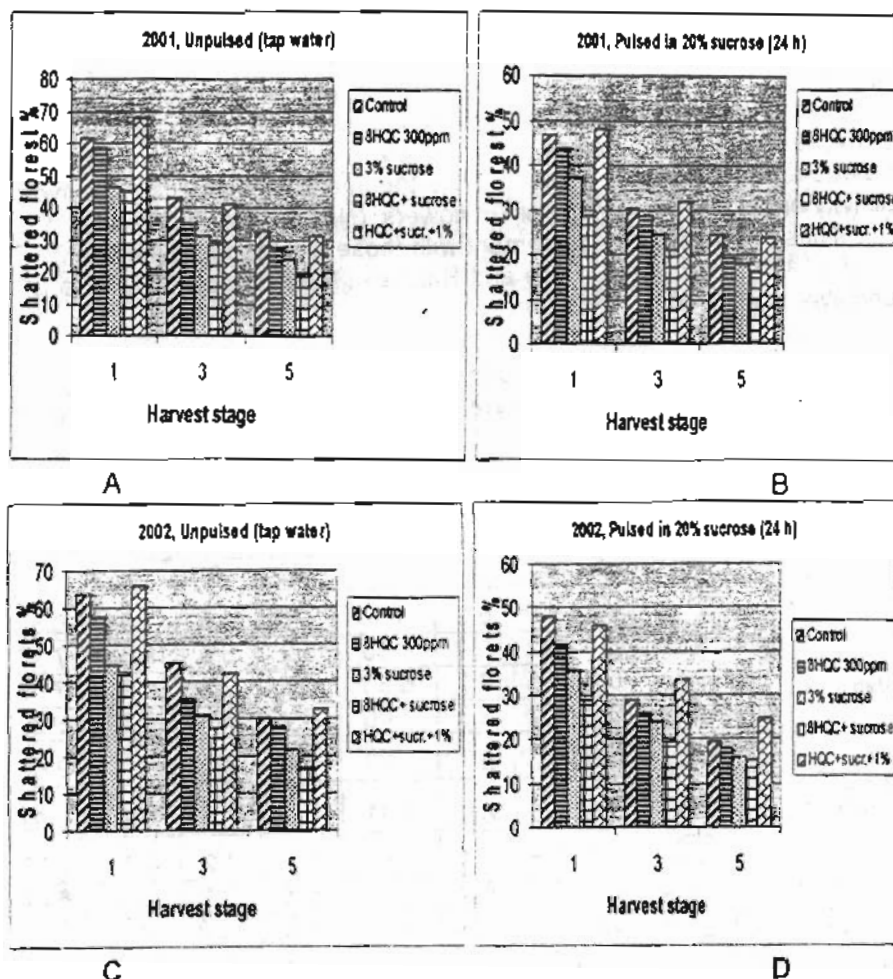 2001, Unpulsed (tap water)
Shattered florest %
80
70
60
50
40
30
20
10
0
1 3 5
Harvest stage
Control
8HQC 300ppm
3% sucrose
8HQC+ sucrose
HQC+sucr.+1%
A
2001, Pulsed in 20% sucrose (24 h)
Shattered florest %
60
50
40
30
20
10
0
1 3 5
Harvest stage
Control
8HQC 300ppm
3% sucrose
8HQC+ sucrose
HQC+sucr.+1%
B
2002, Unpulsed (tap water)
Shattered florets %
70
60
50
40
30
20
10
0
1 3 5
Harvest stage
Control
8HQC 300ppm
3% sucrose
8HQC+ sucrose
HQC+sucr.+1%
C
2002, Pulsed in 20% sucrose (24 h)
Shattered florets %
60
50
40
30
20
10
0
1 3 5
Harvest stage
Control
8HQC 300ppm
3% sucrose
8HQC+ sucrose
HQC+sucr.+1%
D